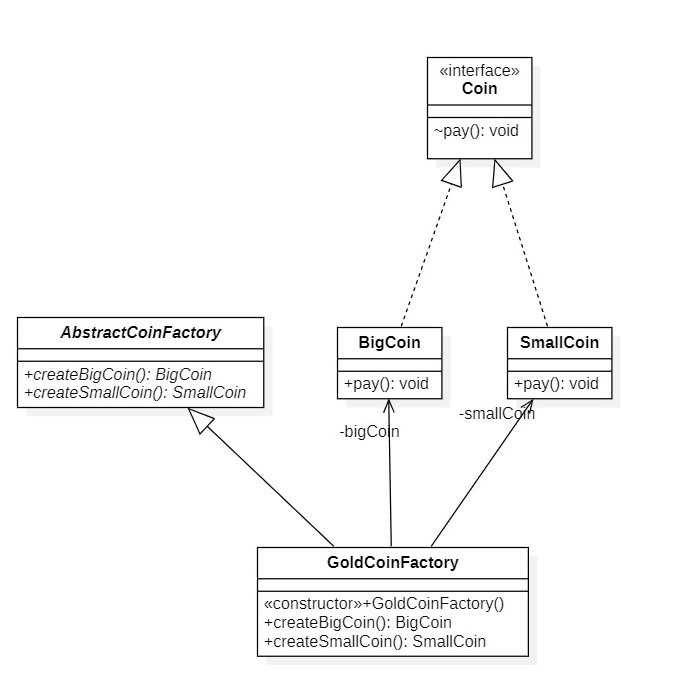 «interface»
Coin
~pay(): void
AbstractCoinFactory
+createBigCoin(): BigCoin
+createSmallCoin(): SmallCoin
BigCoin
+pay(): void
SmallCoin
+pay(): void
-bigCoin
-smallCoin
GoldCoinFactory
«constructor»+GoldCoinFactory()
+createBigCoin(): BigCoin
+createSmallCoin(): SmallCoin